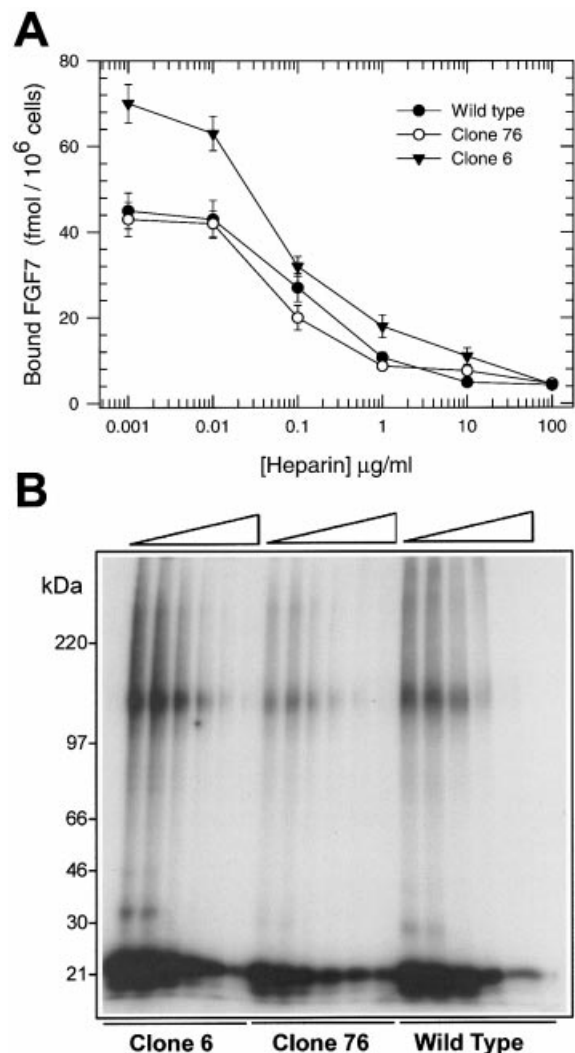 A
80
60
40
20
0
Bound FGF7 (fmol / 10⁶ cells)
Wild type
Clone 76
Clone 6
0.001 0.01 0.1 1 10 100
[Heparin] µg/ml
B
kDa
220
97
66
46
30
21
Clone 6 Clone 76 Wild Type